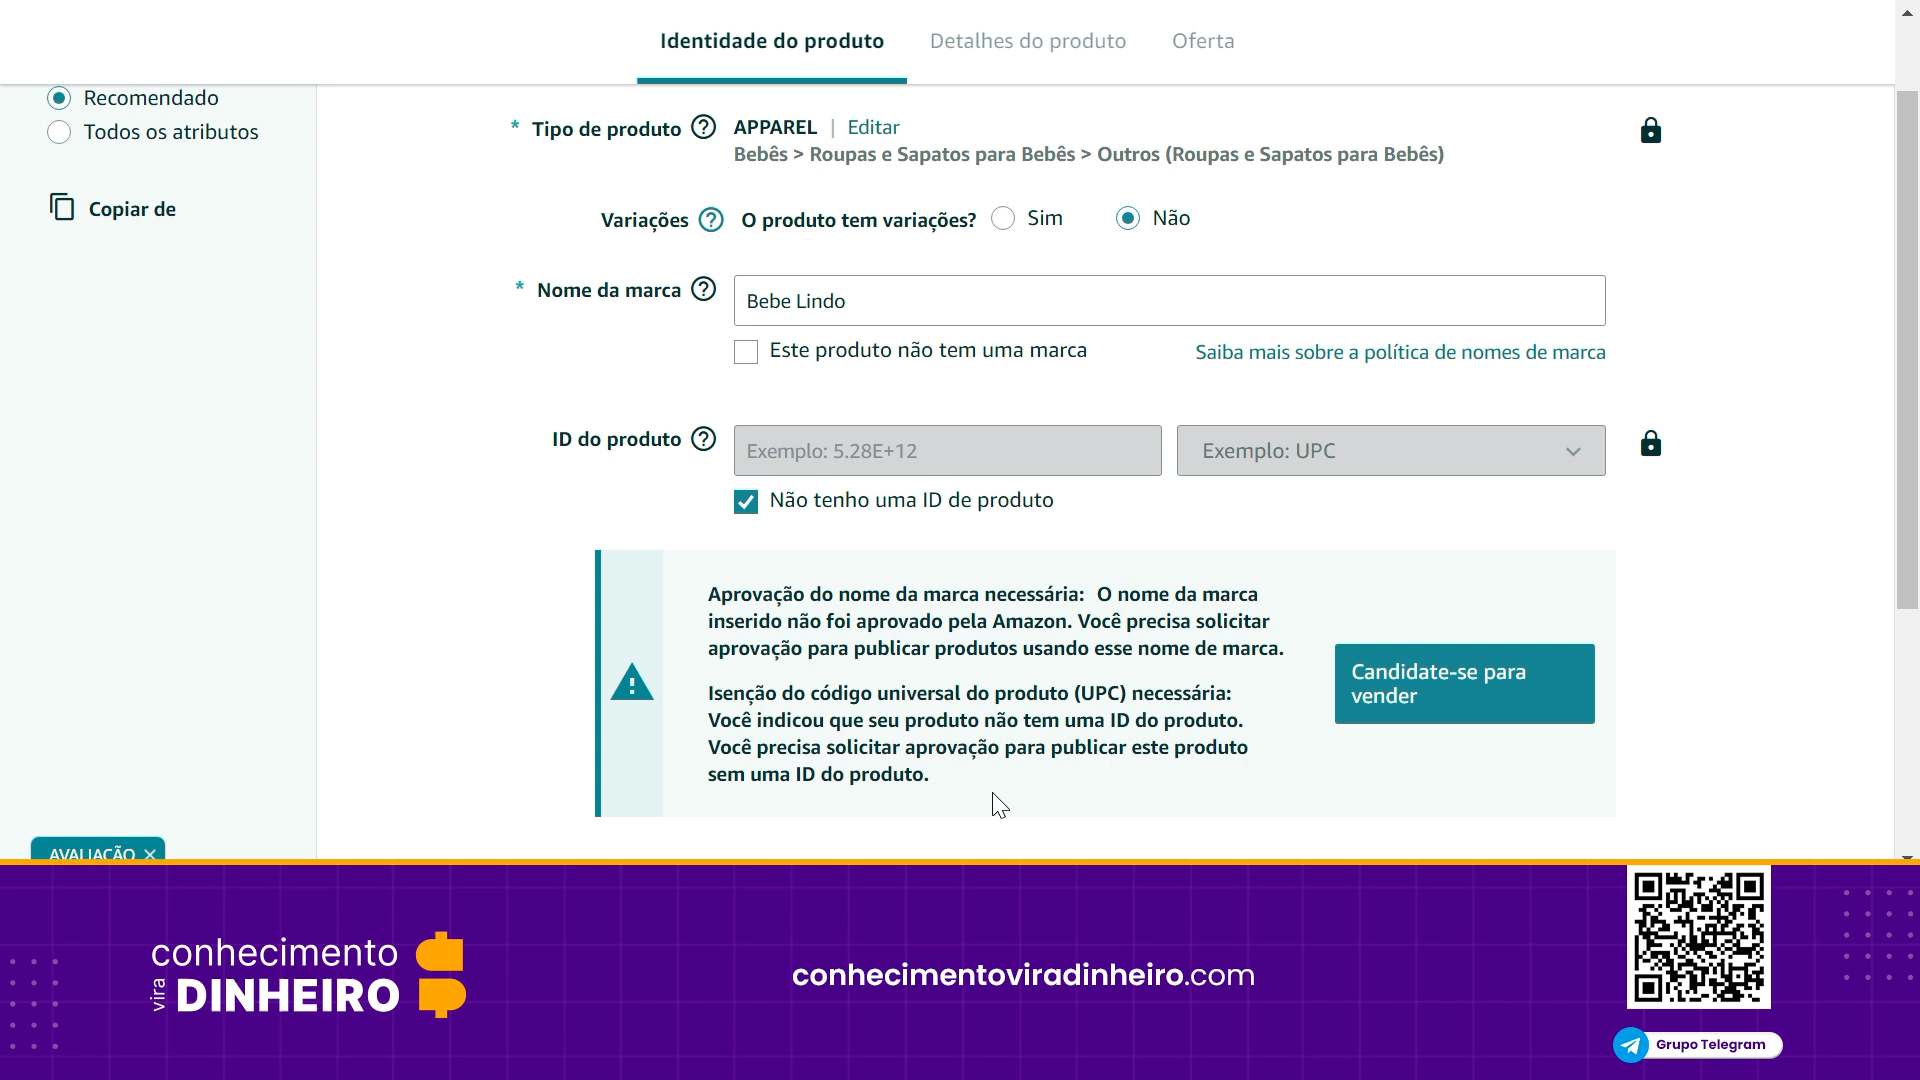 Identidade do produto
Detalhes do produto
Oferta
Recomendado
Todos os atributos
Copiar de
* Tipo de produto ? APPAREL | Editar
Bebês > Roupas e Sapatos para Bebês > Outros (Roupas e Sapatos para Bebês)
Variações ? O produto tem variações? Sim Não
* Nome da marca ? Bebe Lindo
Este produto não tem uma marca
Saiba mais sobre a política de nomes de marca
ID do produto ? Exemplo: 5.28E+12 Exemplo: UPC
Não tenho uma ID de produto
Aprovação do nome da marca necessária: O nome da marca
inserido não foi aprovado pela Amazon. Você precisa solicitar
aprovação para publicar produtos usando esse nome de marca.
Isenção do código universal do produto (UPC) necessária:
Você indicou que seu produto não tem uma ID do produto.
Você precisa solicitar aprovação para publicar este produto
sem uma ID do produto.
Candidate-se para
vender
AVALIAÇÃO
conhecimento
vira DINHEIRO
conhecimentoviradinheiro.com
Grupo Telegram